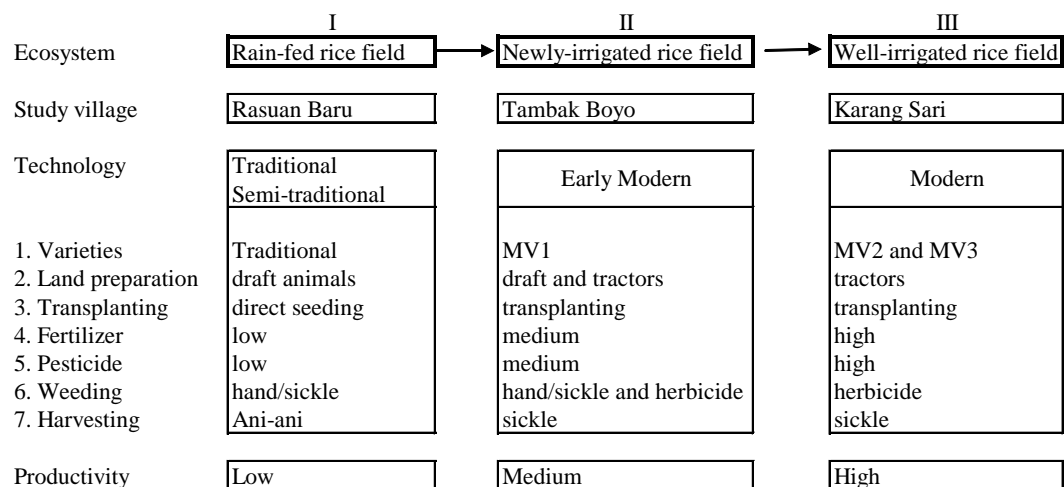 I II III
Ecosystem Rain-fed rice field Newly-irrigated rice field Well-irrigated rice field
Study village Rasuan Baru Tambak Boyo Karang Sari
Technology Traditional
Semi-traditional Early Modern Modern
1. Varieties Traditional MV1 MV2 and MV3
2. Land preparation draft animals draft and tractors tractors
3. Transplanting direct seeding transplanting transplanting
4. Fertilizer low medium high
5. Pesticide low medium high
6. Weeding hand/sickle hand/sickle and herbicide herbicide
7. Harvesting Ani-ani sickle sickle
Productivity Low Medium High